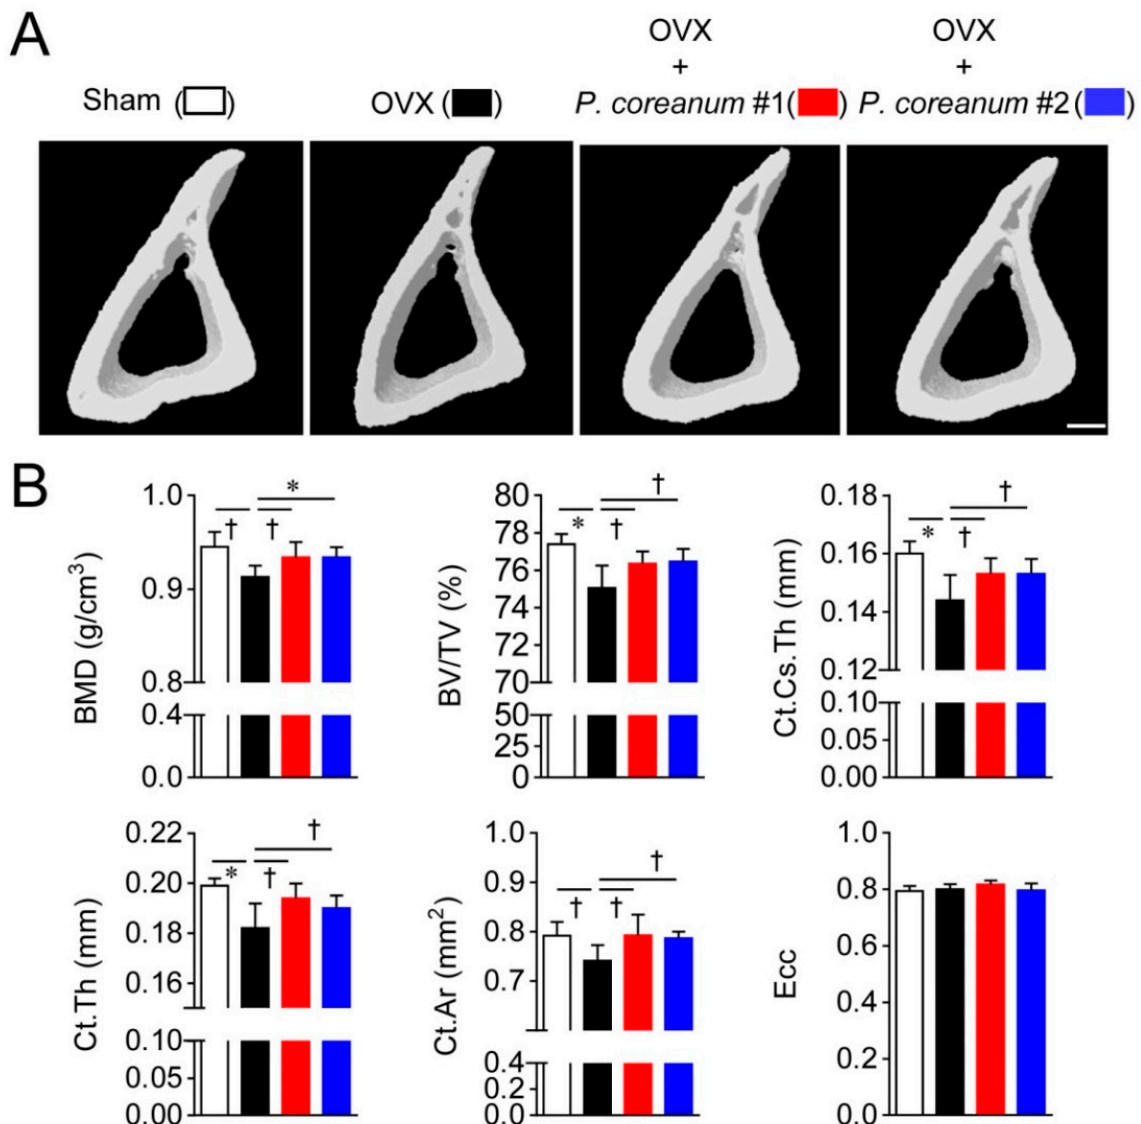 A
Sham ( )
OVX ( )
OVX
+
P. coreanum #1( )
OVX
+
P. coreanum #2( )
B
BMD (g/cm3)
1.0
0.9
0.8
0.4
0.0
† † *
BV/TV (%)
80
78
76
74
72
70
50
25
0
* † †
Ct.Cs.Th (mm)
0.18
0.16
0.14
0.12
0.10
0.05
0.00
* † †
Ct.Th (mm)
0.22
0.20
0.18
0.16
0.10
0.05
0.00
* † †
Ct.Ar (mm2)
1.0
0.9
0.8
0.7
0.4
0.2
0.0
† † †
Ecc
1.0
0.8
0.6
0.4
0.2
0.0